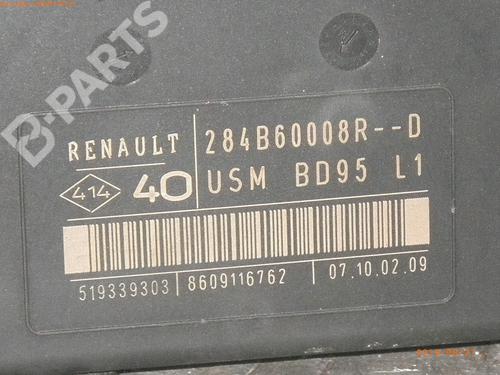 B-PARTS
RENAULT 284B60008R--D
414 40 USM BD95 L1
519339303 8609116762 07.10.02.09